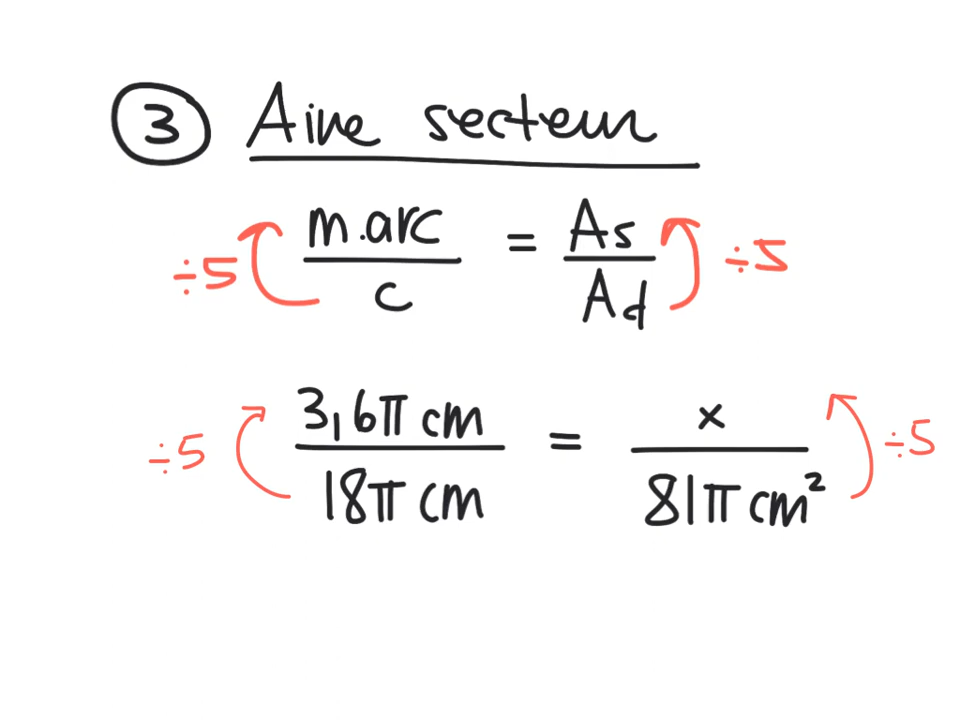 3 Aire secteur
÷5 m.arc = As ÷5
c Ad
÷5 3,6π cm = x ÷5
18π cm 81π cm²